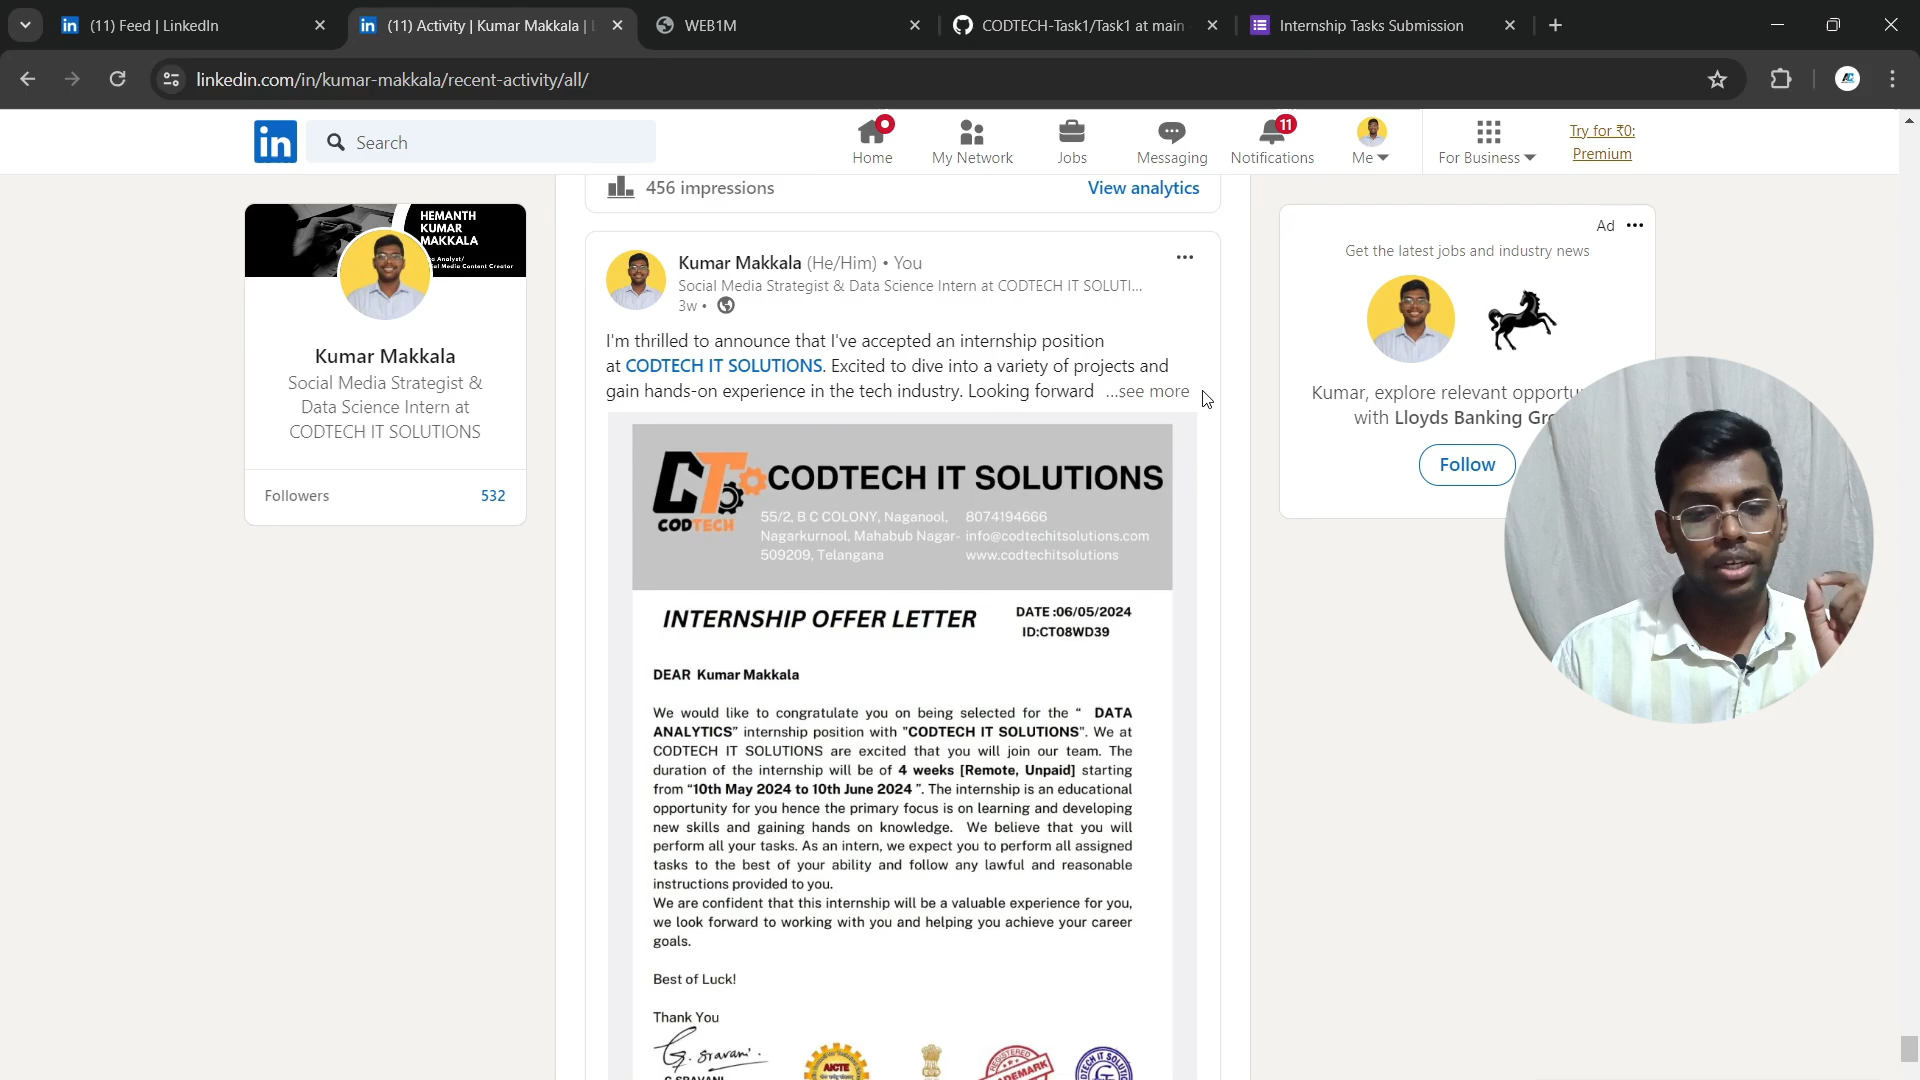 (11) Feed | LinkedIn
(11) Activity | Kumar Makkala |
WEB1M
CODTECH-Task1/Task1 at main
Internship Tasks Submission
linkedin.com/in/kumar-makkala/recent-activity/all/
Search
Home
My Network
Jobs
Messaging
11
Notifications
Me
For Business
Try for ₹0:
Premium
456 impressions
View analytics
HEMANTH
KUMAR
MAKKALA
Kumar Makkala
Social Media Strategist &
Data Science Intern at
CODTECH IT SOLUTIONS
Followers
532
Kumar Makkala (He/Him) • You
Social Media Strategist & Data Science Intern at CODTECH IT SOLUTI...
3w •
I'm thrilled to announce that I've accepted an internship position
at CODTECH IT SOLUTIONS. Excited to dive into a variety of projects and
gain hands-on experience in the tech industry. Looking forward ...see more
CODTECH IT SOLUTIONS
CT
CODTECH
55/2, B C COLONY, Naganool, 8074194666
Nagarkurnool, Mahabub Nagar- info@codtechitsolutions.com
509209, Telangana www.codtechitsolutions
INTERNSHIP OFFER LETTER
DATE :06/05/2024
ID:CT08WD39
DEAR Kumar Makkala
We would like to congratulate you on being selected for the “ DATA
ANALYTICS” internship position with "CODTECH IT SOLUTIONS". We at
CODTECH IT SOLUTIONS are excited that you will join our team. The
duration of the internship will be of 4 weeks [Remote, Unpaid] starting
from “10th May 2024 to 10th June 2024 ”. The internship is an educational
opportunity for you hence the primary focus is on learning and developing
new skills and gaining hands on knowledge. We believe that you will
perform all your tasks. As an intern, we expect you to perform all assigned
tasks to the best of your ability and follow any lawful and reasonable
instructions provided to you.
We are confident that this internship will be a valuable experience for you,
we look forward to working with you and helping you achieve your career
goals.
Best of Luck!
Thank You
G. Sravani.
AICTE
REGISTERED
TRADEMARK
Ad
Get the latest jobs and industry news
Kumar, explore relevant
with Lloyds Banking
Follow